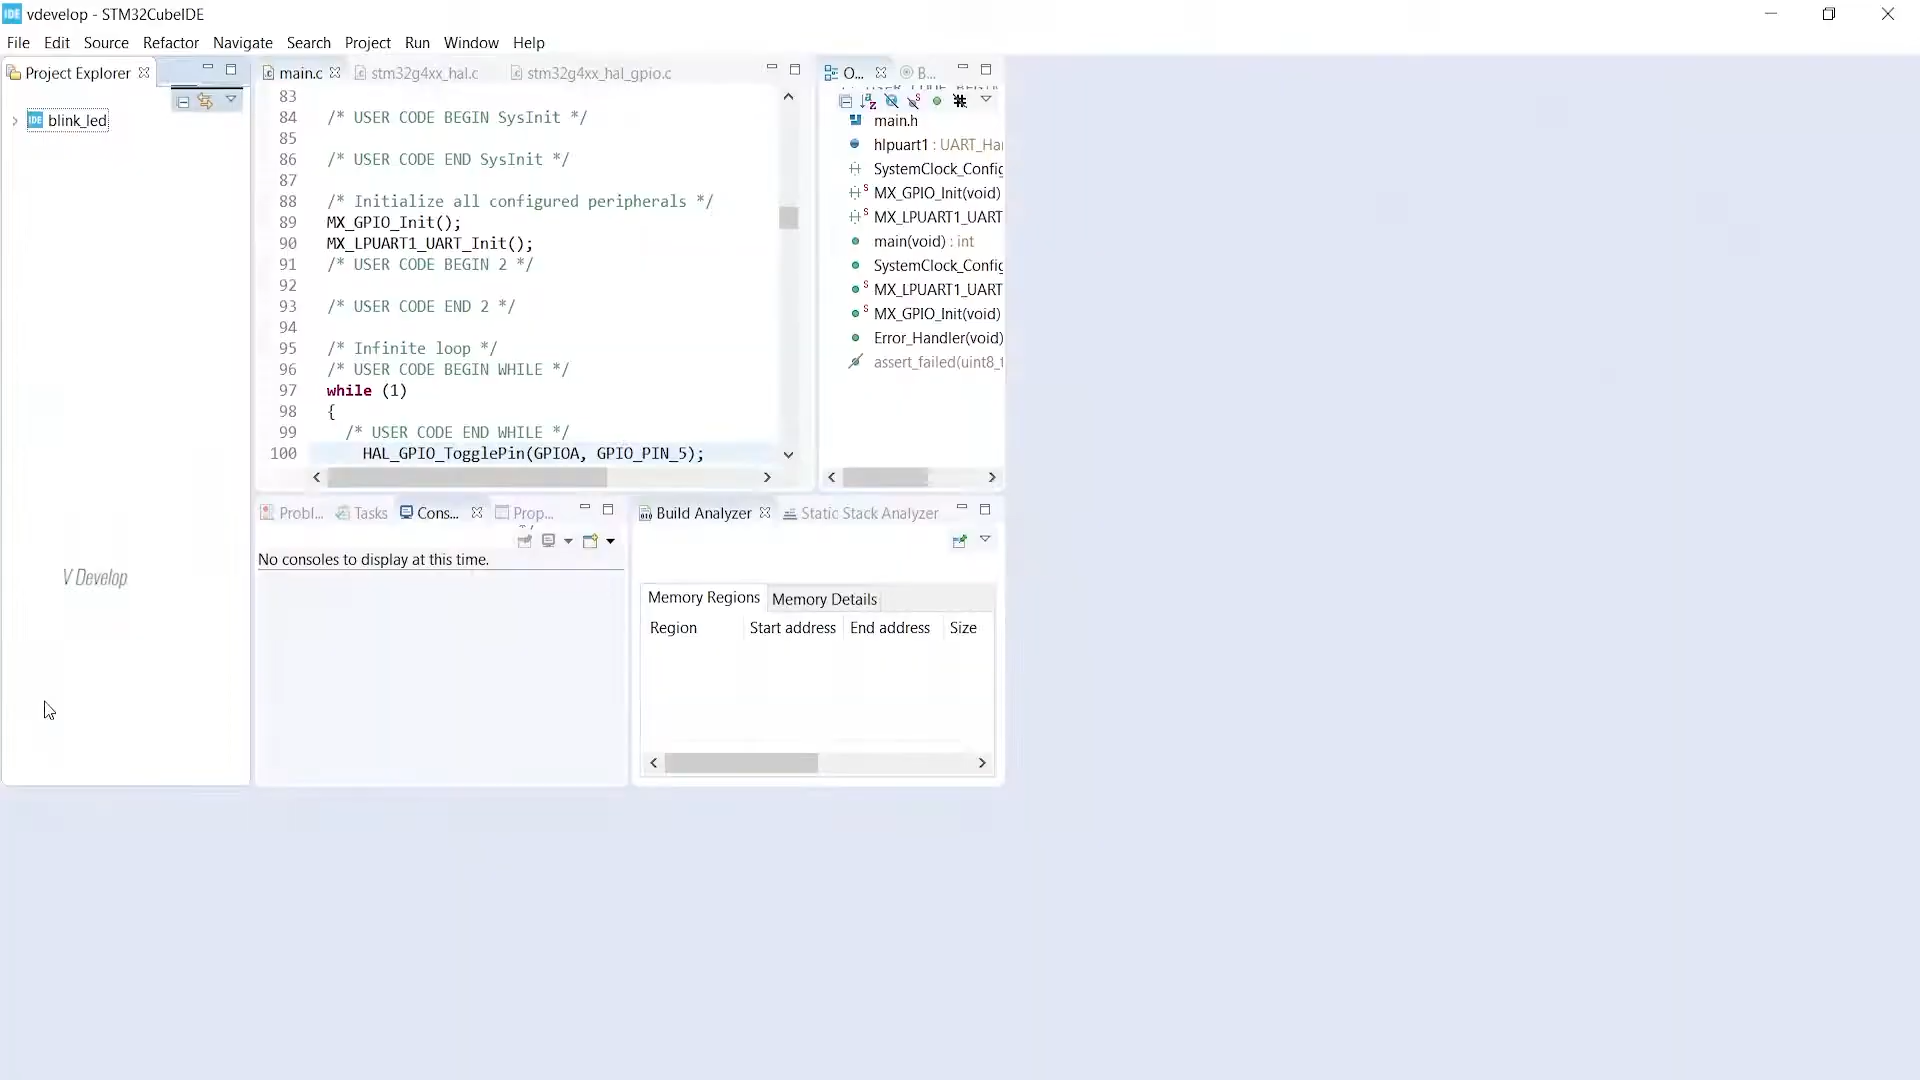 vdevelop - STM32CubeIDE
File Edit Source Refactor Navigate Search Project Run Window Help
Project Explorer
blink_led
main.c stm32g4xx_hal.c stm32g4xx_hal_gpio.c
83
84 /* USER CODE BEGIN SysInit */
85
86 /* USER CODE END SysInit */
87
88 /* Initialize all configured peripherals */
89 MX_GPIO_Init();
90 MX_LPUART1_UART_Init();
91 /* USER CODE BEGIN 2 */
92
93 /* USER CODE END 2 */
94
95 /* Infinite loop */
96 /* USER CODE BEGIN WHILE */
97 while (1)
98 {
99 /* USER CODE END WHILE */
100 HAL_GPIO_TogglePin(GPIOA, GPIO_PIN_5);
O... B...
main.h
hlpuart1 : UART_Ha
SystemClock_Config
MX_GPIO_Init(void)
MX_LPUART1_UART
main(void) : int
SystemClock_Config
MX_LPUART1_UART
MX_GPIO_Init(void)
Error_Handler(void)
assert_failed(uint8_t
Probl... Tasks Cons... Prop...
No consoles to display at this time.
Build Analyzer Static Stack Analyzer
Memory Regions Memory Details
Region Start address End address Size
V Develop